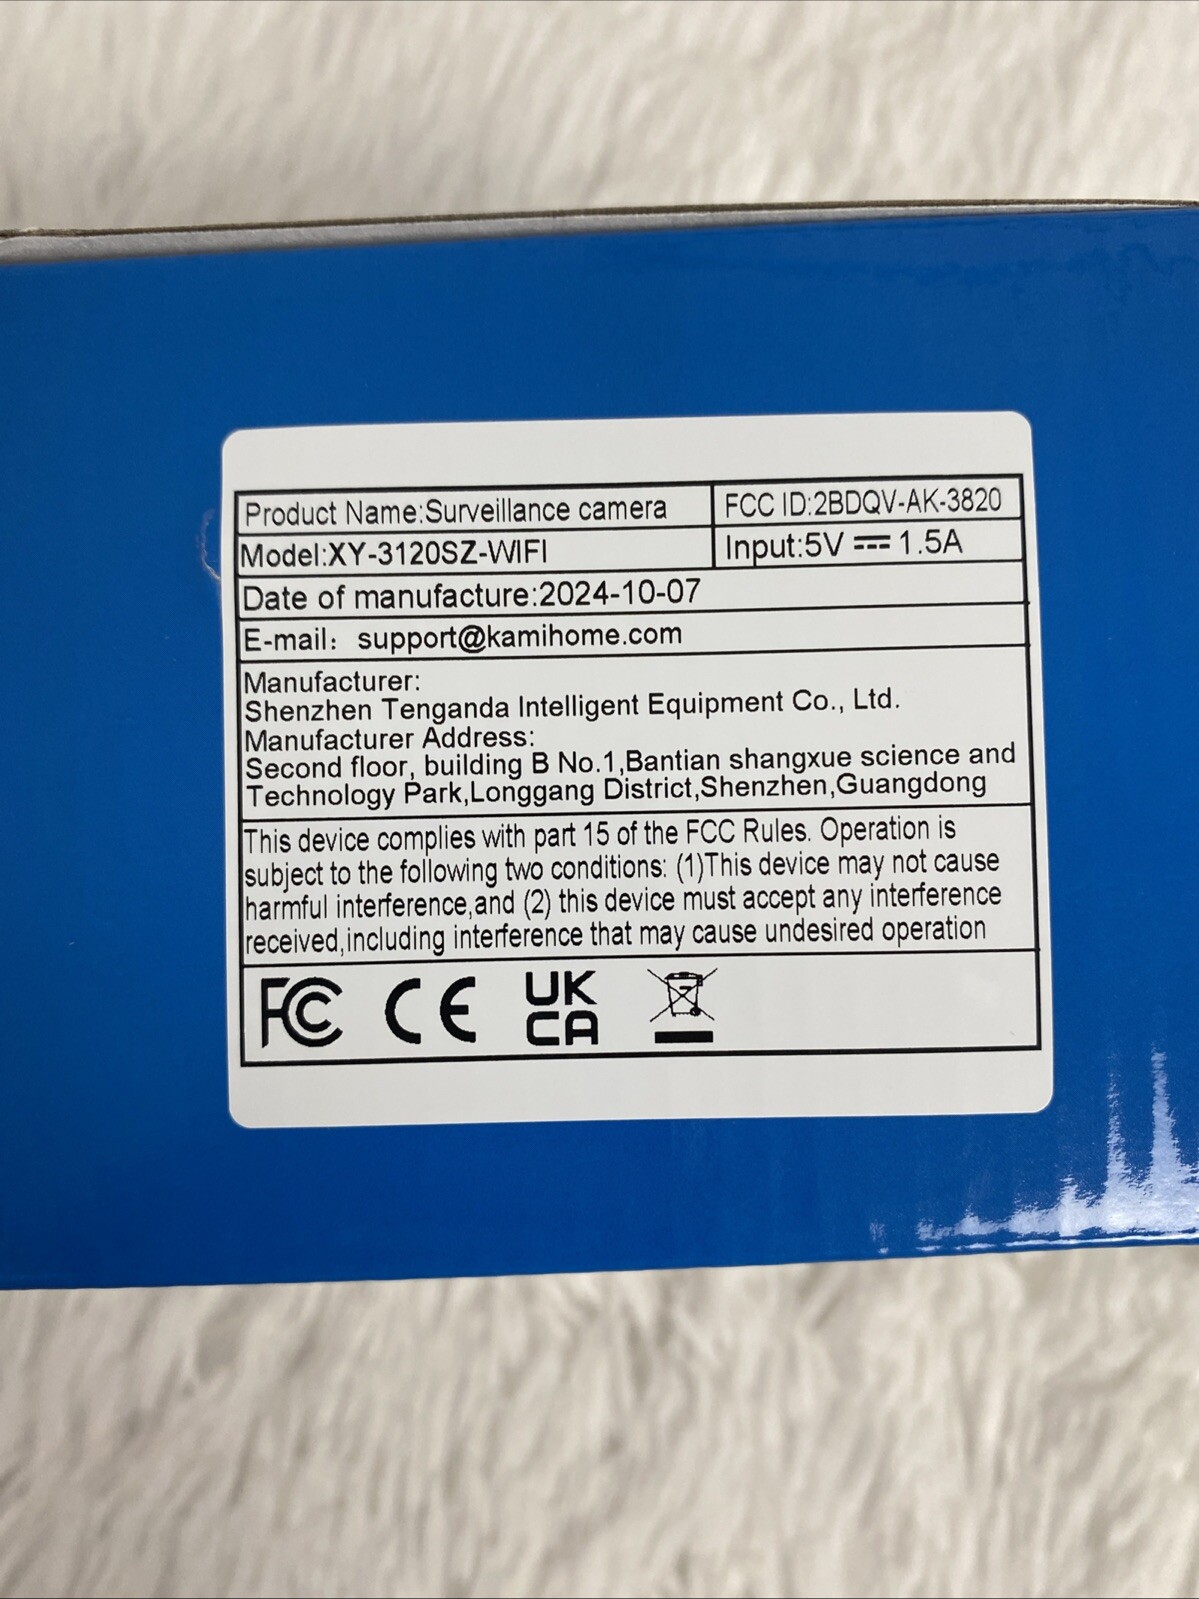 Product Name:Surveillance camera
FCC ID:2BDQV-AK-3820
Model:XY-3120SZ-WIFI
Input:5V ⎓ 1.5A
Date of manufacture:2024-10-07
E-mail: support@kamihome.com
Manufacturer:
Shenzhen Tenganda Intelligent Equipment Co., Ltd.
Manufacturer Address:
Second floor, building B No.1,Bantian shangxue science and
Technology Park,Longgang District,Shenzhen,Guangdong
This device complies with part 15 of the FCC Rules. Operation is
subject to the following two conditions: (1)This device may not cause
harmful interference,and (2) this device must accept any interference
received,including interference that may cause undesired operation
FC CE UK
CA